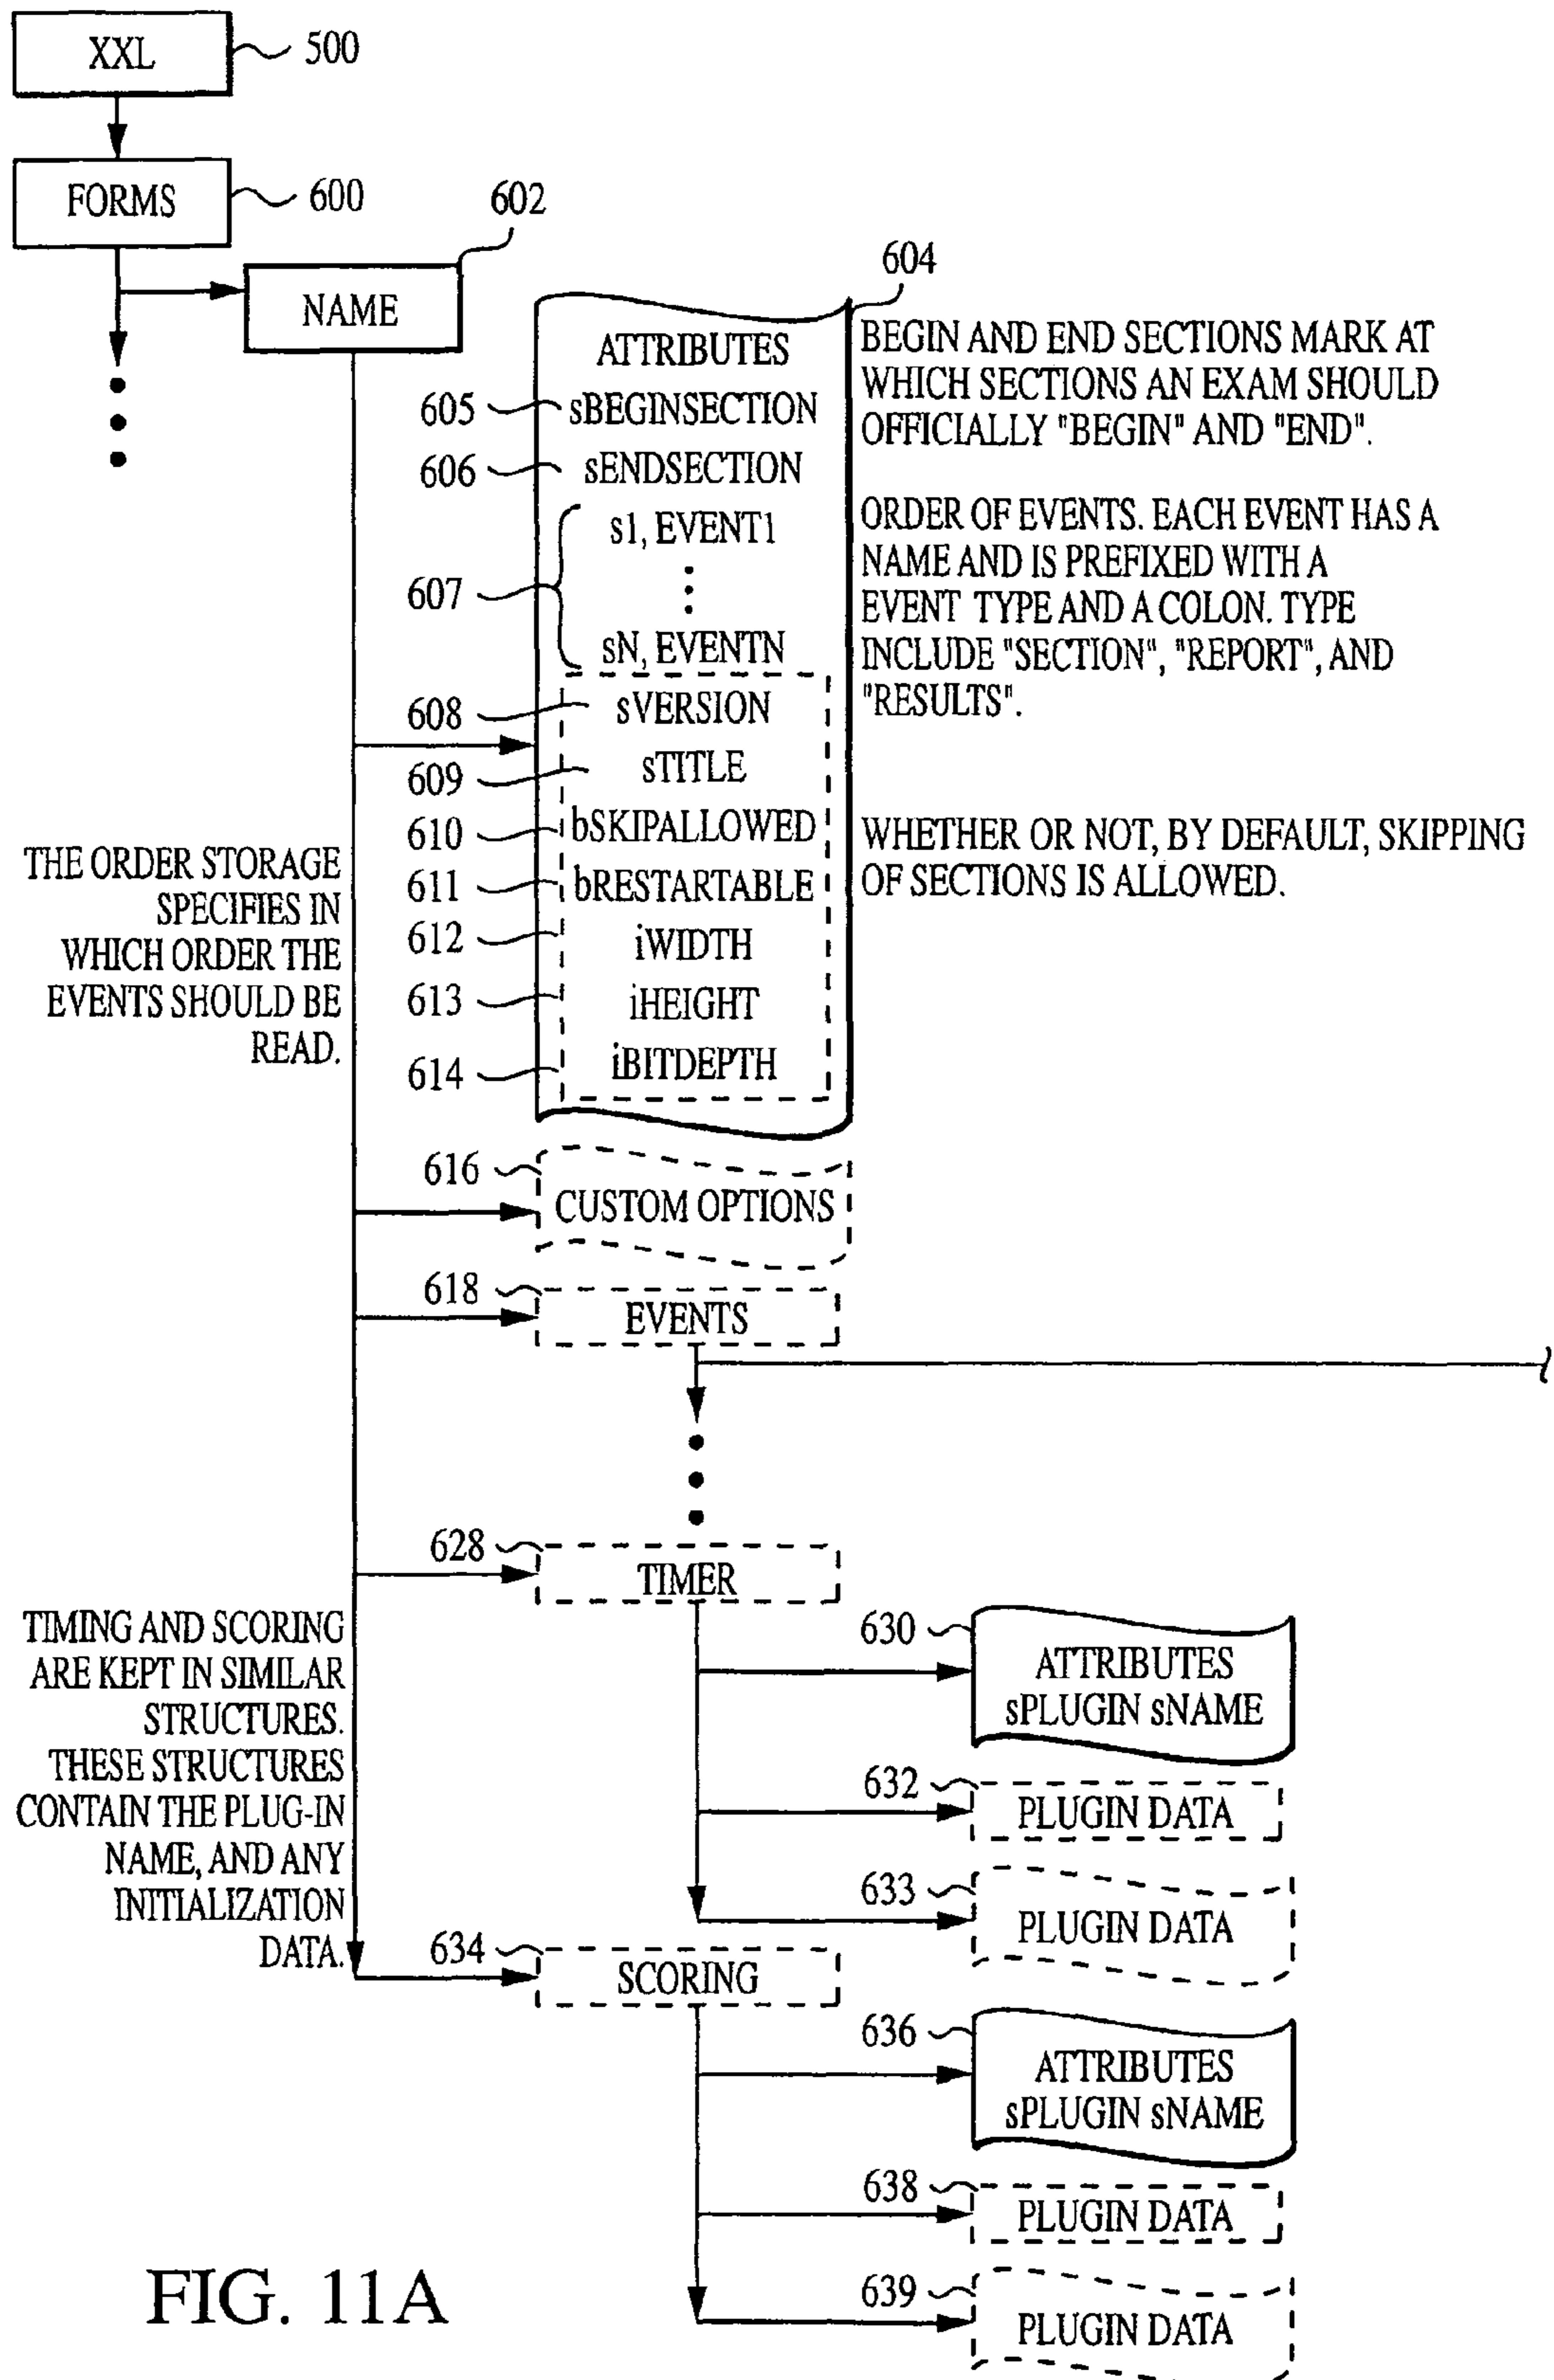 XXL
500
FORMS
600
602
NAME
604
ATTRIBUTES
605
sBEGINSECTION
606
sENDSECTION
607
s1, EVENT1
sN, EVENTN
608
sVERSION
609
sTITLE
610
bSKIPALLOWED
611
bRESTARTABLE
612
iWIDTH
613
iHEIGHT
614
iBITDEPTH
BEGIN AND END SECTIONS MARK AT
WHICH SECTIONS AN EXAM SHOULD
OFFICIALLY "BEGIN" AND "END".
ORDER OF EVENTS. EACH EVENT HAS A
NAME AND IS PREFIXED WITH A
EVENT TYPE AND A COLON. TYPE
INCLUDE "SECTION", "REPORT", AND
"RESULTS".
WHETHER OR NOT, BY DEFAULT, SKIPPING
OF SECTIONS IS ALLOWED.
THE ORDER STORAGE
SPECIFIES IN
WHICH ORDER THE
EVENTS SHOULD BE
READ.
616
CUSTOM OPTIONS
618
EVENTS
628
TIMER
TIMING AND SCORING
ARE KEPT IN SIMILAR
STRUCTURES.
THESE STRUCTURES
CONTAIN THE PLUG-IN
NAME, AND ANY
INITIALIZATION
DATA.
630
ATTRIBUTES
sPLUGIN sNAME
632
PLUGIN DATA
633
PLUGIN DATA
634
SCORING
636
ATTRIBUTES
sPLUGIN sNAME
638
PLUGIN DATA
639
PLUGIN DATA
FIG. 11A